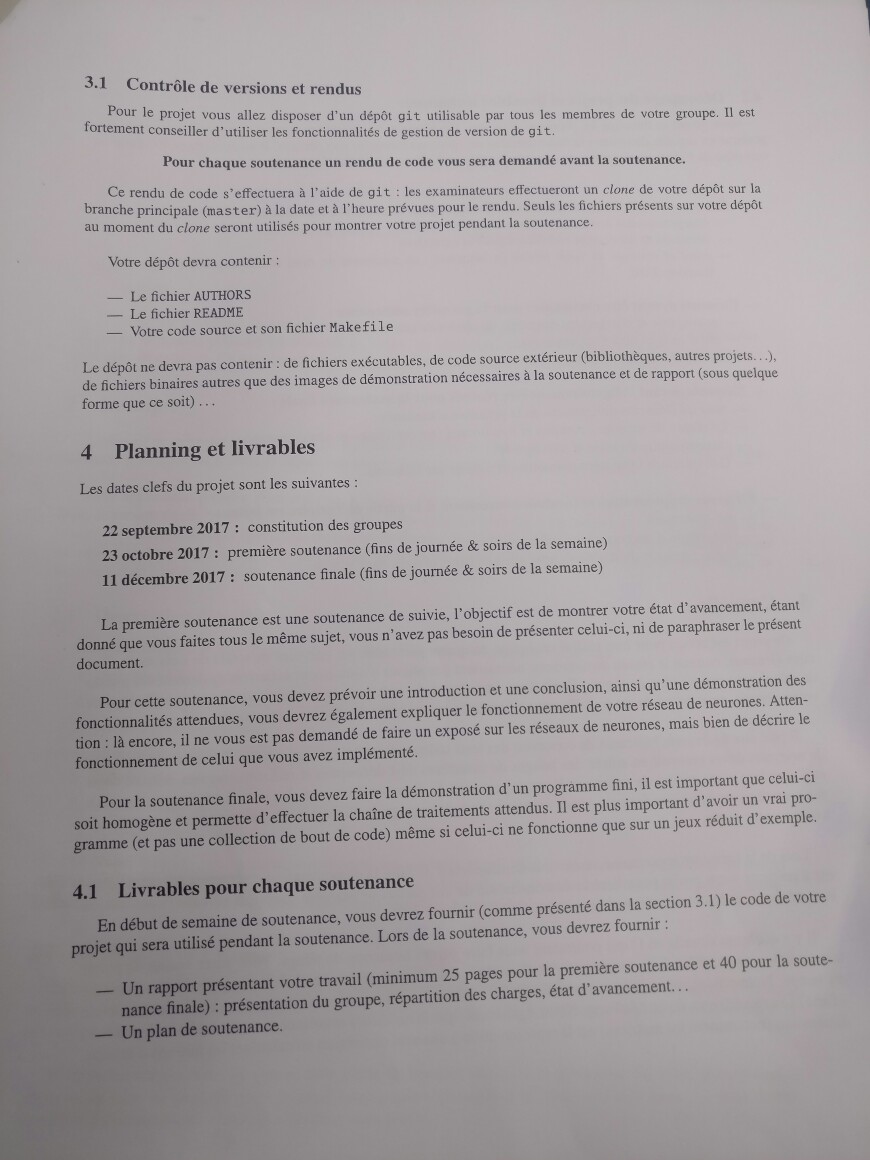 3.1 Contrôle de versions et rendus
Pour le projet vous allez disposer d'un dépôt git utilisable par tous les membres de votre groupe. Il est
fortement conseiller d'utiliser les fonctionnalités de gestion de version de git.
Pour chaque soutenance un rendu de code vous sera demandé avant la soutenance.
Ce rendu de code s'effectuera à l'aide de git : les examinateurs effectueront un clone de votre dépôt sur la
branche principale (master) à la date et à l'heure prévues pour le rendu. Seuls les fichiers présents sur votre dépôt
au moment du clone seront utilisés pour montrer votre projet pendant la soutenance.
Votre dépôt devra contenir :
— Le fichier AUTHORS
— Le fichier README
— Votre code source et son fichier Makefile
Le dépôt ne devra pas contenir : de fichiers exécutables, de code source extérieur (bibliothèques, autres projets...),
de fichiers binaires autres que des images de démonstration nécessaires à la soutenance et de rapport (sous quelque
forme que ce soit) ...
4 Planning et livrables
Les dates clefs du projet sont les suivantes :
22 septembre 2017 : constitution des groupes
23 octobre 2017 : première soutenance (fins de journée & soirs de la semaine)
11 décembre 2017 : soutenance finale (fins de journée & soirs de la semaine)
La première soutenance est une soutenance de suivie, l'objectif est de montrer votre état d'avancement, étant
donné que vous faites tous le même sujet, vous n'avez pas besoin de présenter celui-ci, ni de paraphraser le présent
document.
Pour cette soutenance, vous devez prévoir une introduction et une conclusion, ainsi qu'une démonstration des
fonctionnalités attendues, vous devrez également expliquer le fonctionnement de votre réseau de neurones. Atten-
tion : là encore, il ne vous est pas demandé de faire un exposé sur les réseaux de neurones, mais bien de décrire le
fonctionnement de celui que vous avez implémenté.
Pour la soutenance finale, vous devez faire la démonstration d'un programme fini, il est important que celui-ci
soit homogène et permette d'effectuer la chaîne de traitements attendus. Il est plus important d'avoir un vrai pro-
gramme (et pas une collection de bout de code) même si celui-ci ne fonctionne que sur un jeux réduit d'exemple.
4.1 Livrables pour chaque soutenance
En début de semaine de soutenance, vous devrez fournir (comme présenté dans la section 3.1) le code de votre
projet qui sera utilisé pendant la soutenance. Lors de la soutenance, vous devrez fournir :
— Un rapport présentant votre travail (minimum 25 pages pour la première soutenance et 40 pour la soute-
nance finale) : présentation du groupe, répartition des charges, état d'avancement...
— Un plan de soutenance.